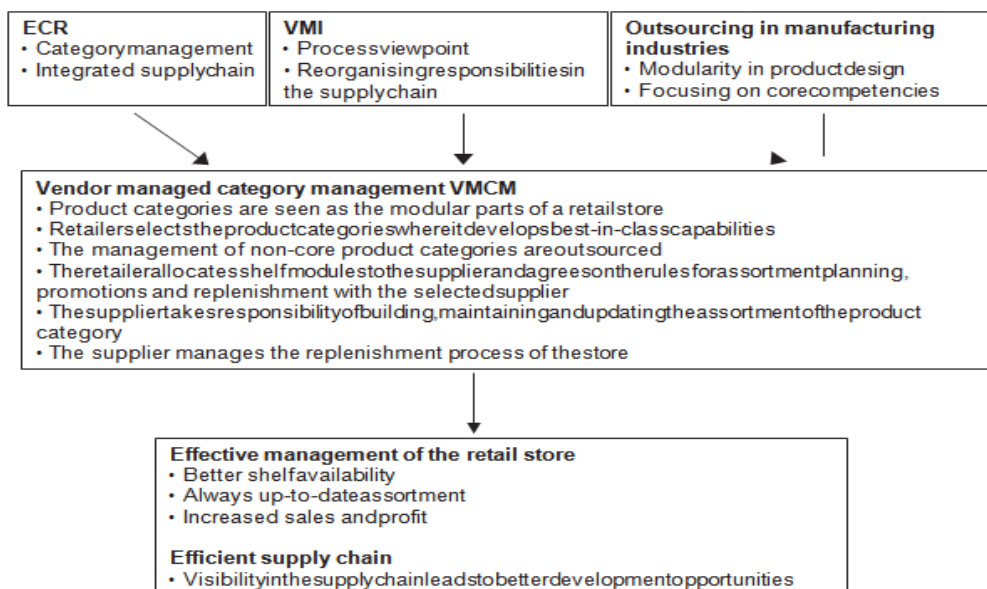 ECR
• Categorymanagement
• Integrated supplychain
VMI
• Processviewpoint
• Reorganisingresponsibilitiesin
the supplychain
Outsourcing in manufacturing
industries
• Modularity in productdesign
• Focusing on corecompetencies
Vendor managed category management VMCM
• Product categories are seen as the modular parts of a retailstore
• Retailerselectstheproductcategorieswhereitdevelopsbest-in-classcapabilities
• The management of non-core product categories areoutsourced
• Theretailerallocatesshelfmodulestothesupplierandagreesontherulesforassortmentplanning,
promotions and replenishment with the selectedsupplier
• Thesuppliertakesresponsibilityofbuilding,maintainingandupdatingtheassortmentoftheproduct
category
• The supplier manages the replenishment process of thestore
Effective management of the retail store
• Better shelfavailability
• Always up-to-dateassortment
• Increased sales andprofit
Efficient supply chain
• Visibilityinthesupplychainleadstobetterdevelopmentopportunities